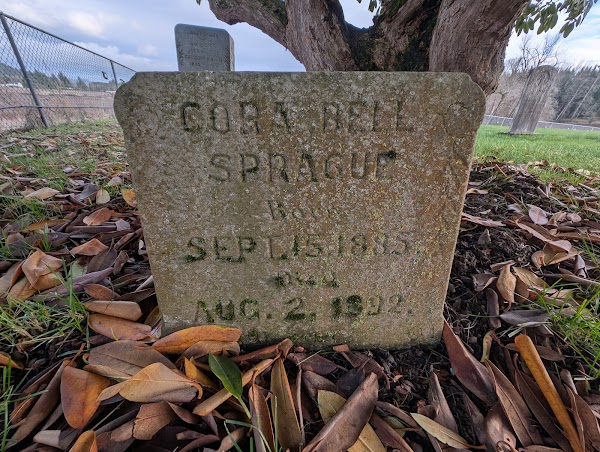 CORA BELL
SPRAGUE
BORN
SEPT. 15. 1885.
DIED
AUG. 2, 1892.